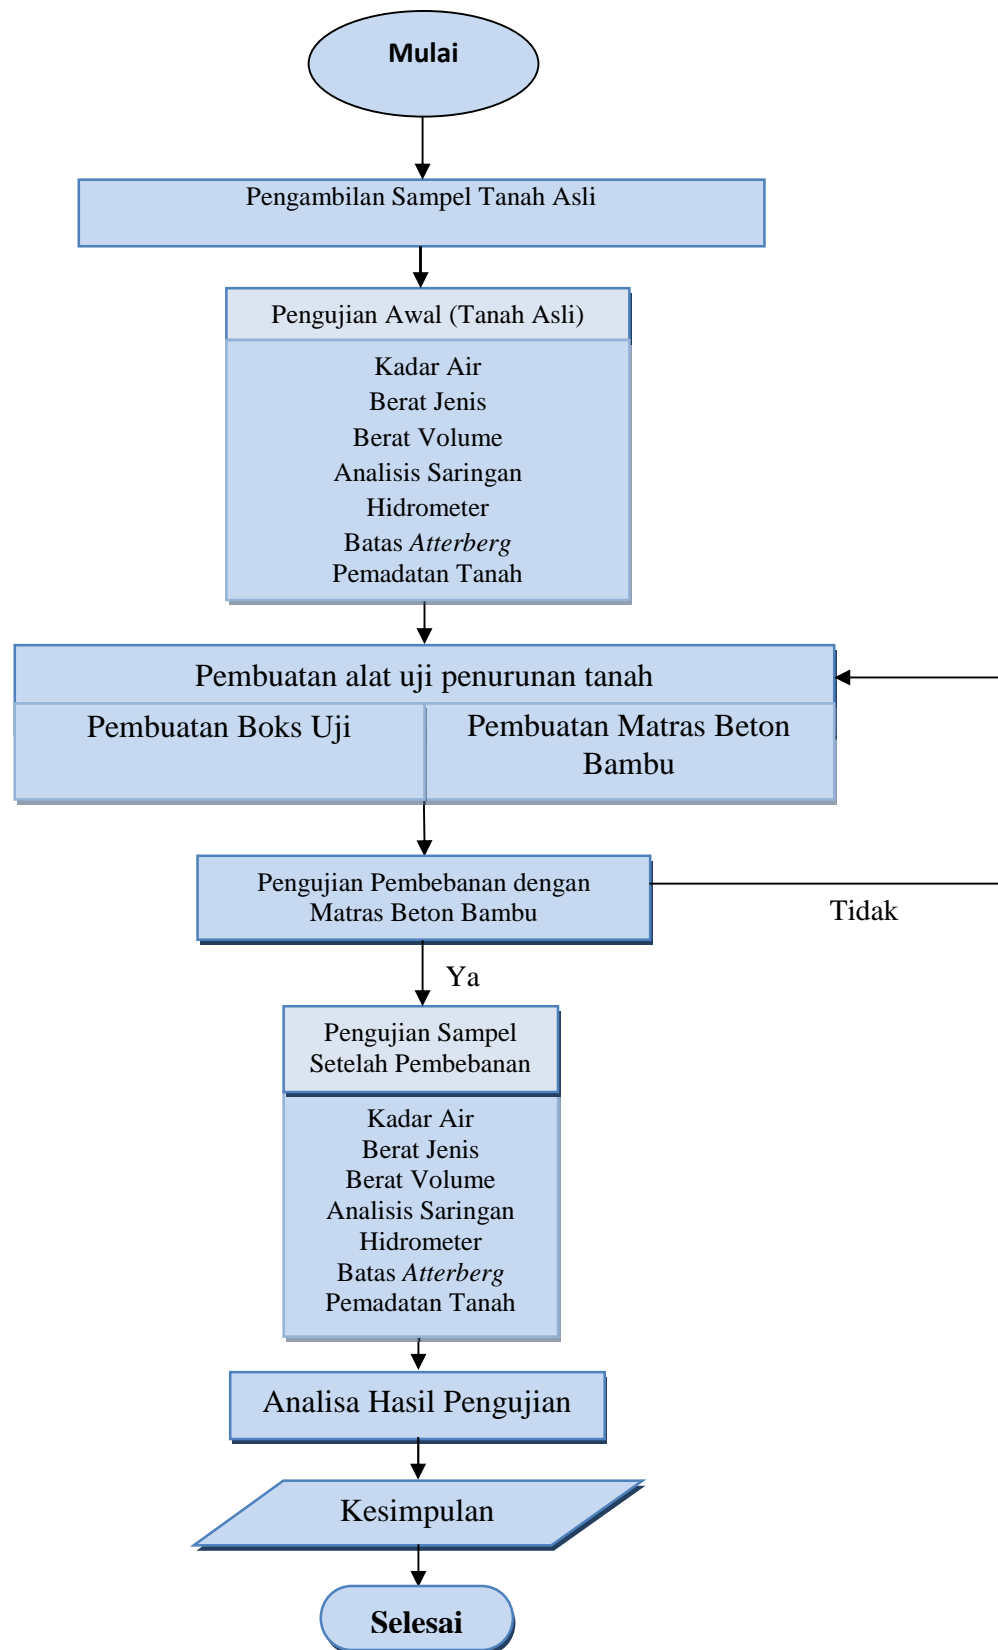 Mulai
Pengambilan Sampel Tanah Asli
Pengujian Awal (Tanah Asli)
Kadar Air
Berat Jenis
Berat Volume
Analisis Saringan
Hidrometer
Batas Atterberg
Pemadatan Tanah
Pembuatan alat uji penurunan tanah
Pembuatan Boks Uji
Pembuatan Matras Beton
Bambu
Pengujian Pembebanan dengan
Matras Beton Bambu
Tidak
Ya
Pengujian Sampel
Setelah Pembebanan
Kadar Air
Berat Jenis
Berat Volume
Analisis Saringan
Hidrometer
Batas Atterberg
Pemadatan Tanah
Analisa Hasil Pengujian
Kesimpulan
Selesai